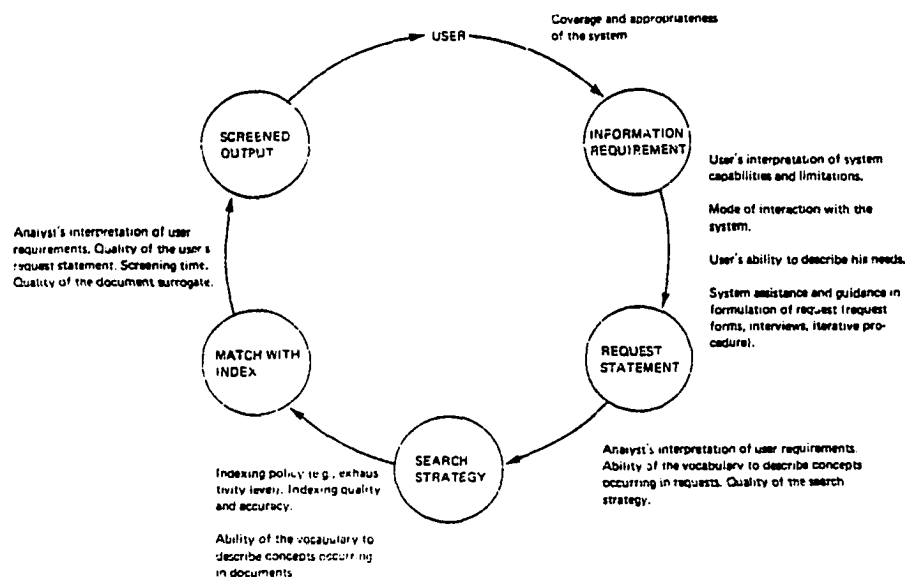 USER
Coverage and appropriateness
of the system
INFORMATION
REQUIREMENT
User's interpretation of system
capabilities and limitations.
Mode of interaction with the
system.
User's ability to describe his needs.
System assistance and guidance in
formulation of request (request
forms, interviews, iterative pro-
cedure).
REQUEST
STATEMENT
Analyst's interpretation of user requirements.
Ability of the vocabulary to describe concepts
occurring in requests. Quality of the search
strategy.
SEARCH
STRATEGY
Indexing policy (e.g., exhaus
tivity level). Indexing quality
and accuracy.
Ability of the vocabulary to
describe concepts occurring
in documents
MATCH WITH
INDEX
Analyst's interpretation of user
requirements. Quality of the user's
request statement. Screening time.
Quality of the document surrogate.
SCREENED
OUTPUT